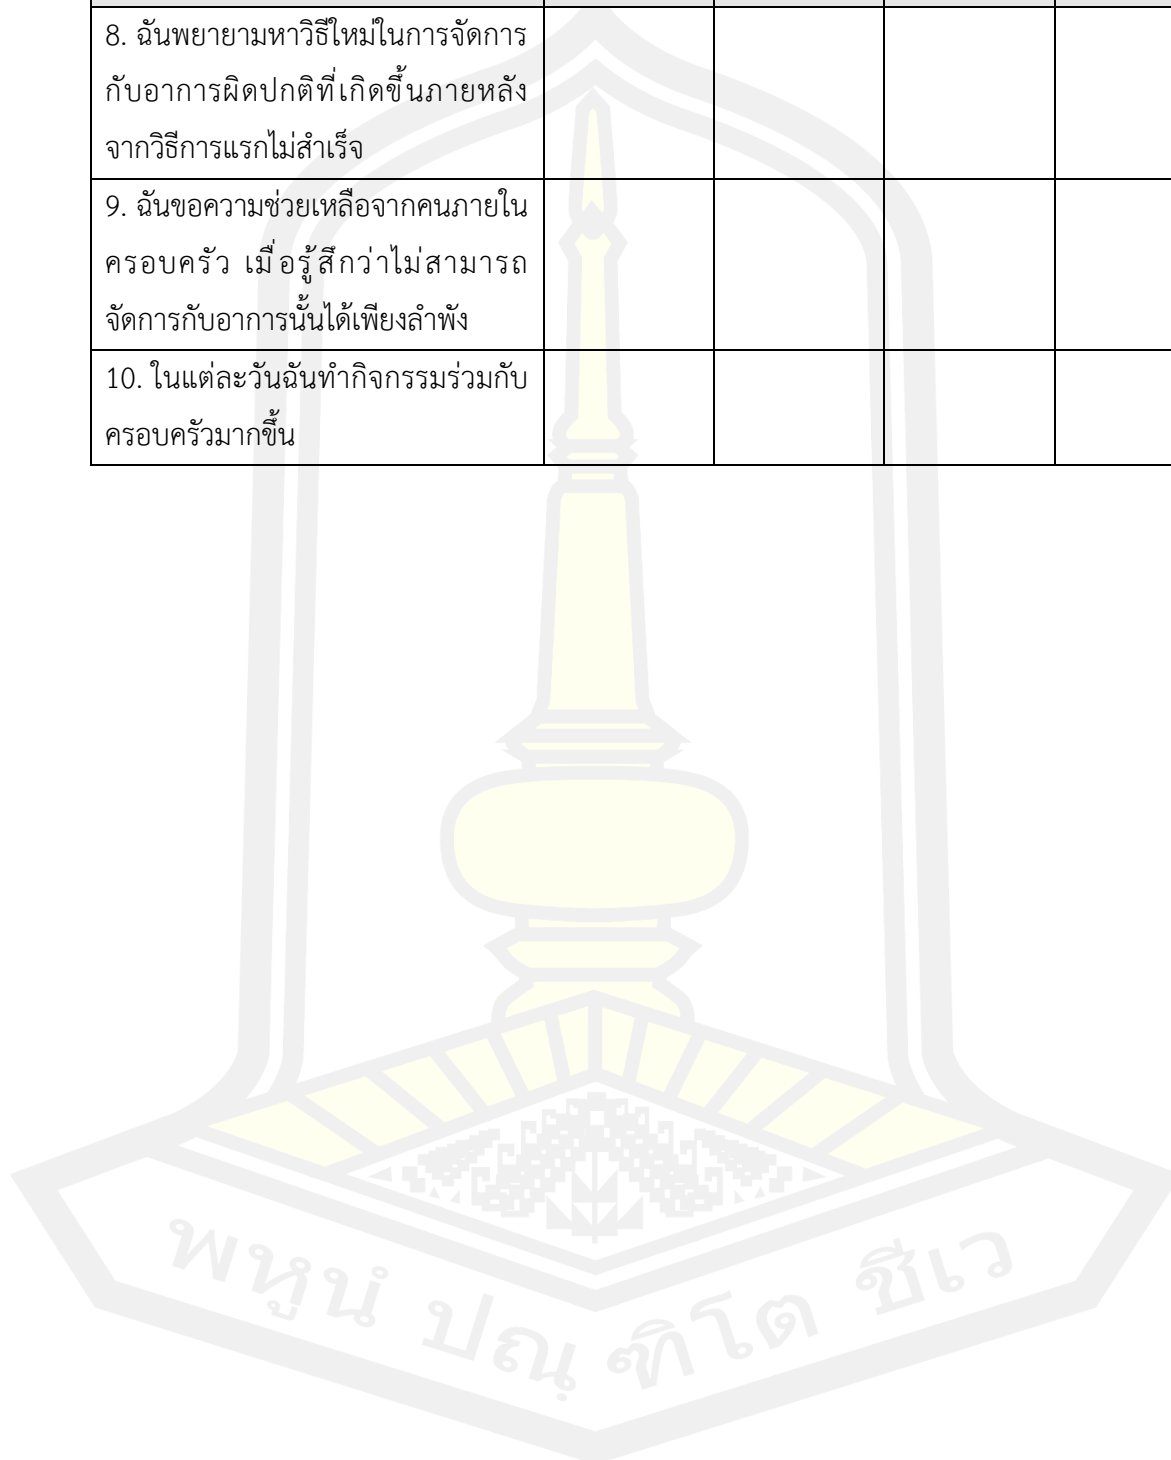 8. ฉันพยายามหาวิธีใหม่ในการจัดการ
กับอาการผิดปกติที่เกิดขึ้นภายหลัง
จากวิธีการแรกไม่สำเร็จ
9. ฉันขอความช่วยเหลือจากคนภายใน
ครอบครัว เมื่อรู้สึกว่าไม่สามารถ
จัดการกับอาการนั้นได้เพียงลำพัง
10. ในแต่ละวันฉันทำกิจกรรมร่วมกับ
ครอบครัวมากขึ้น
พหูนํ ปณฺฑิโต ชีเว